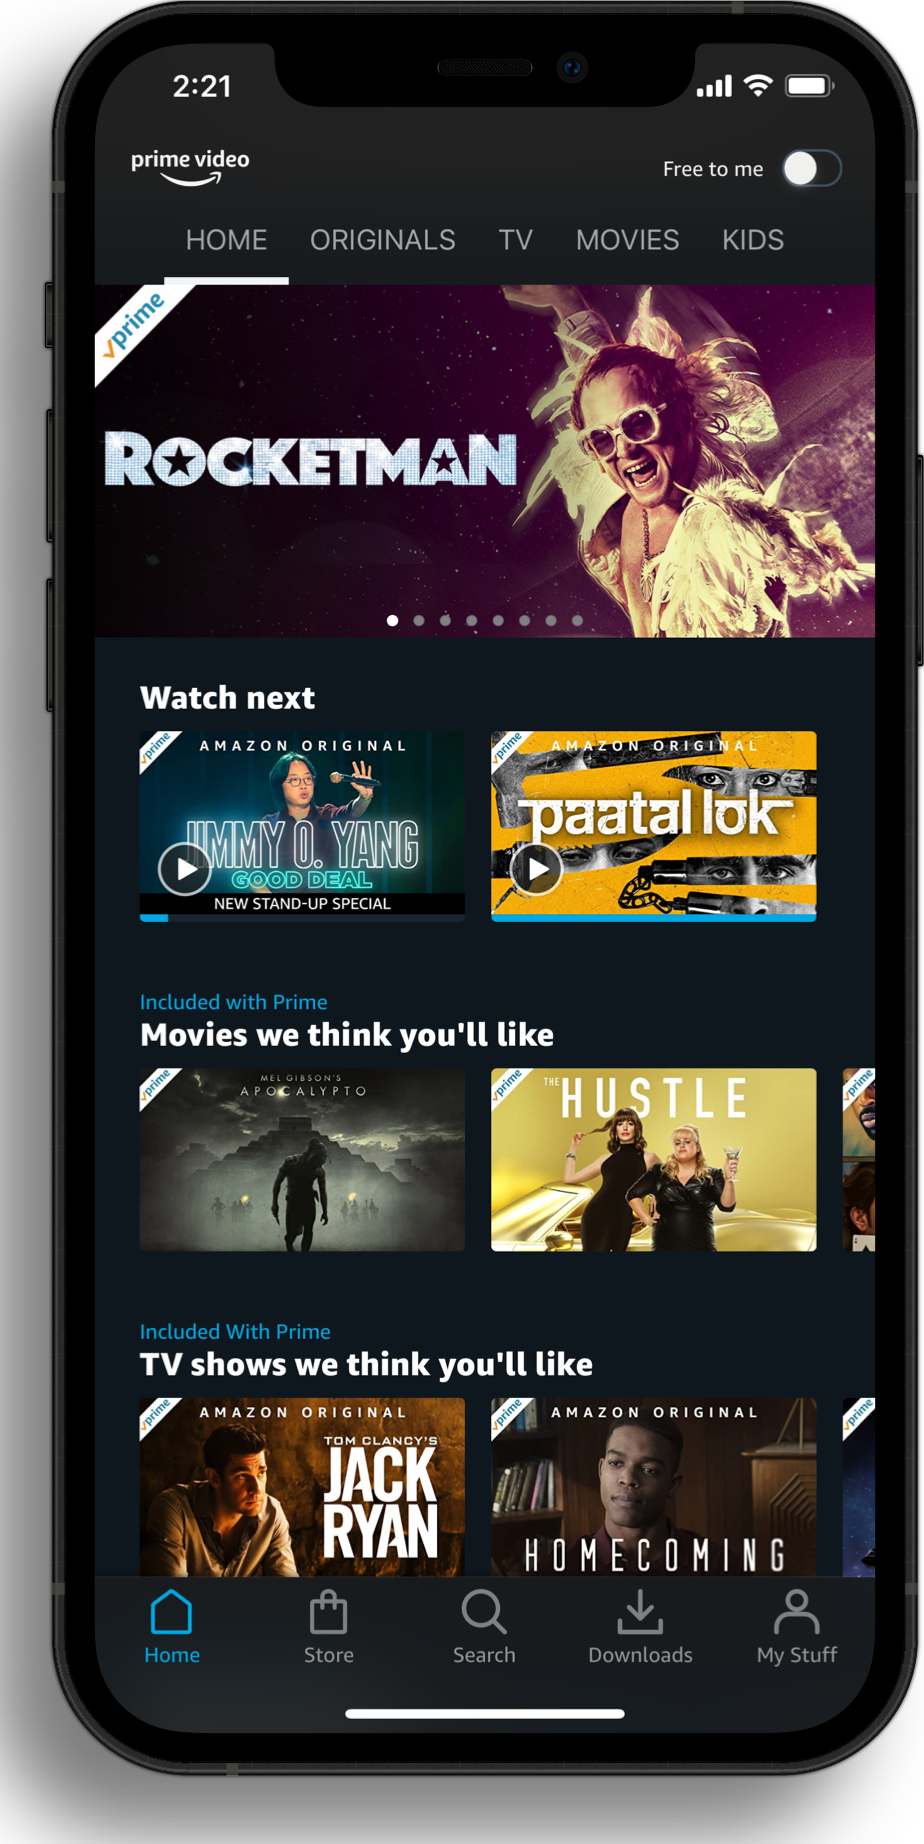 2:21
prime video
Free to me
HOME ORIGINALS TV MOVIES KIDS
prime
ROCKETMAN
Watch next
prime
AMAZON ORIGINAL
JIMMY O. YANG
GOOD DEAL
NEW STAND-UP SPECIAL
prime
AMAZON ORIGINAL
paatal lok
Included with Prime
Movies we think you'll like
prime
MEL GIBSON'S
APOCALYPTO
prime
THE HUSTLE
prime
Included With Prime
TV shows we think you'll like
prime
AMAZON ORIGINAL
TOM CLANCY'S
JACK
RYAN
prime
AMAZON ORIGINAL
HOMECOMING
prime
Home Store Search Downloads My Stuff